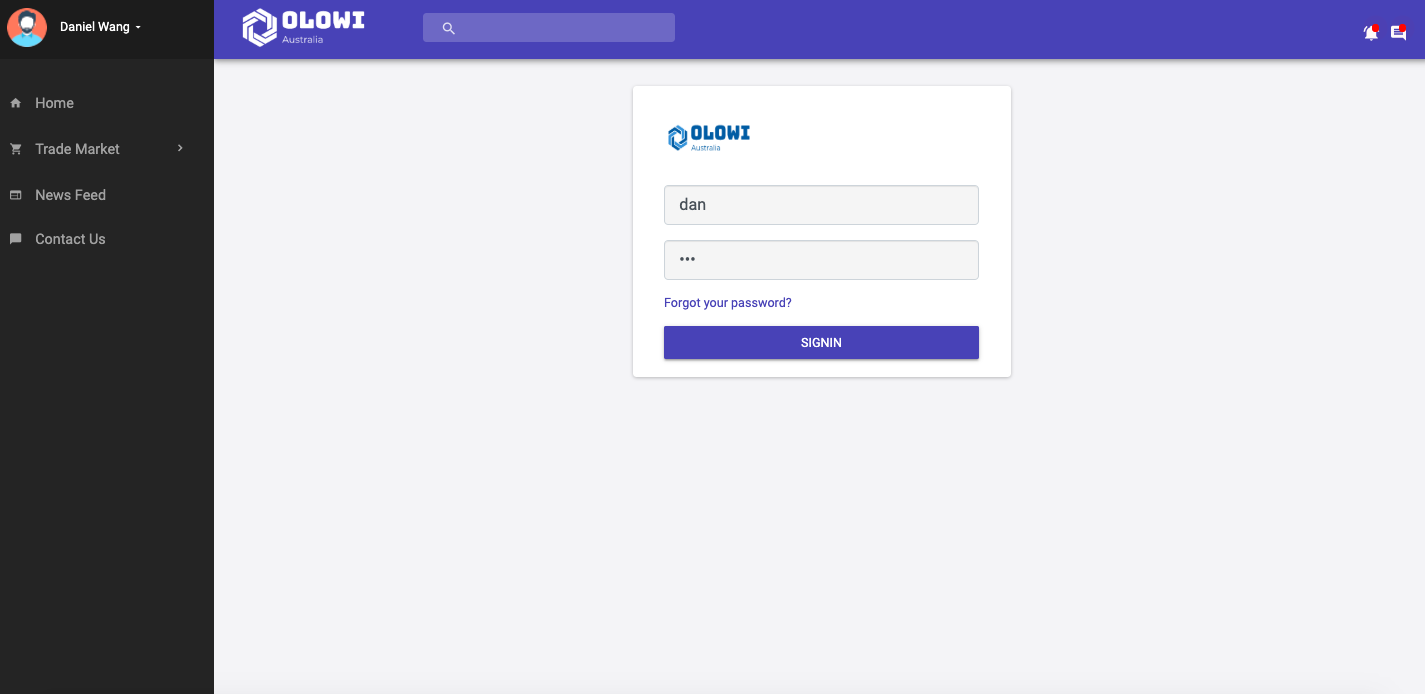 Daniel Wang
OLOWI
Australia
Home
Trade Market
News Feed
Contact Us
OLOWI
Australia
dan
•••
Forgot your password?
SIGNIN